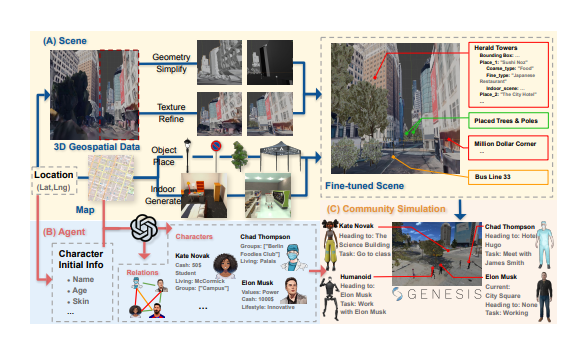 (A) Scene
Geometry
Simplify
Texture
Refine
3D Geospatial Data
Object
Place
Indoor
Generate
Location
(Lat,Lng)
Map
Herald Towers
Bounding Box: ...
Place_1: "Sushi Noz"
Coarse_type: "Food"
Fine_type: "Japanese
Restaurant"
Indoor_scene: ...
Place_2: "The City Hotel"
...
Placed Trees & Poles
Million Dollar Corner
...
Bus Line 33
Fine-tuned Scene
(B) Agent
Character
Initial Info
• Name
• Age
• Skin
...
Relations
Characters
Kate Novak
Cash: 50$
Student
Living: McCormick
Groups: ["Campus"]
Chad Thompson
Groups: ["Berlin
Foodies Club"]
Living: Palais
Elon Musk
Values: Power
Cash: 1000$
Lifestyle: Innovative
...
(C) Community Simulation
Kate Novak
Heading to: The
Science Building
Task: Go to class
Humanoid
Heading to:
Elon Musk
Task: Work
with Elon Musk
GENESIS
Chad Thompson
Heading to: Hotel
Hugo
Task: Meet with
James Smith
Elon Musk
Current:
City Square
Heading to: None
Task: Working